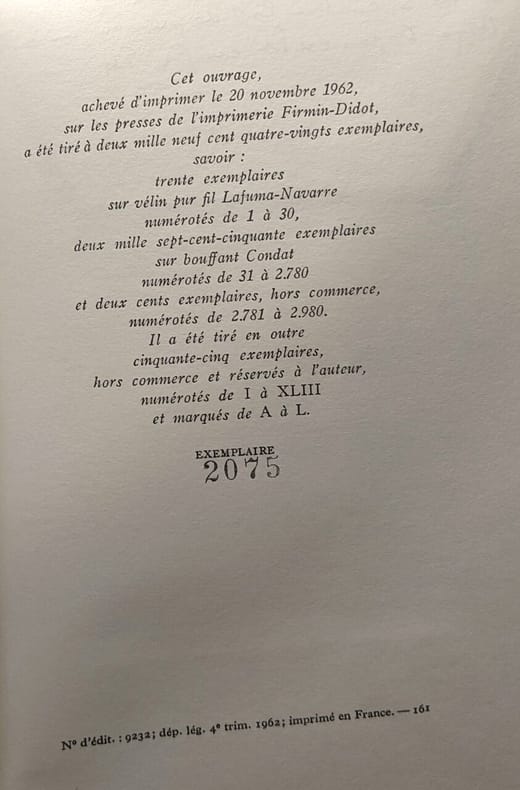 Cet ouvrage,
achevé d'imprimer le 20 novembre 1962,
sur les presses de l'imprimerie Firmin-Didot,
a été tiré à deux mille neuf cent quatre-vingts exemplaires,
savoir :
trente exemplaires
sur vélin pur fil Lafuma-Navarre
numérotés de 1 à 30,
deux mille sept-cent-cinquante exemplaires
sur bouffant Condat
numérotés de 31 à 2.780
et deux cents exemplaires, hors commerce,
numérotés de 2.781 à 2.980.
Il a été tiré en outre
cinquante-cinq exemplaires,
hors commerce et réservés à l'auteur,
numérotés de I à XLIII
et marqués de A à L.
EXEMPLAIRE
2075
Nº d'édit. : 9232; dép. lég. 4e trim. 1962; imprimé en France. — 161